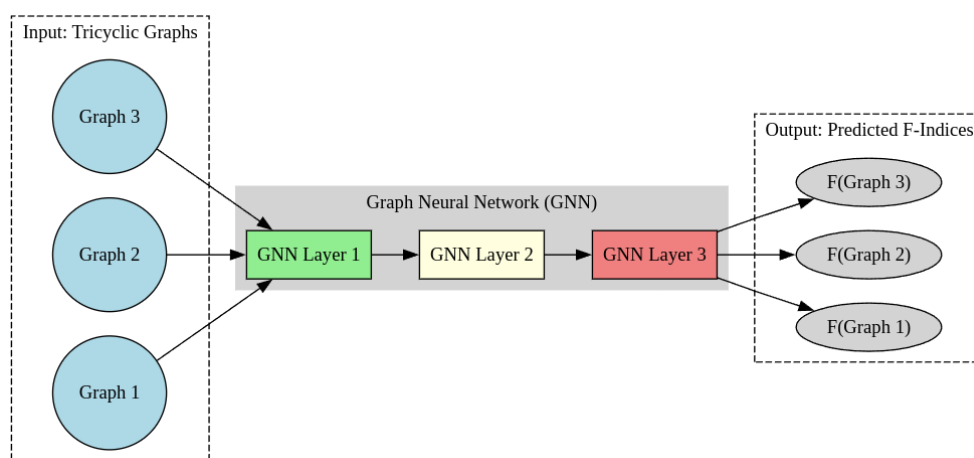 Input: Tricyclic Graphs
Graph 3
Graph 2
Graph 1
Graph Neural Network (GNN)
GNN Layer 1
GNN Layer 2
GNN Layer 3
Output: Predicted F-Indices
F(Graph 3)
F(Graph 2)
F(Graph 1)